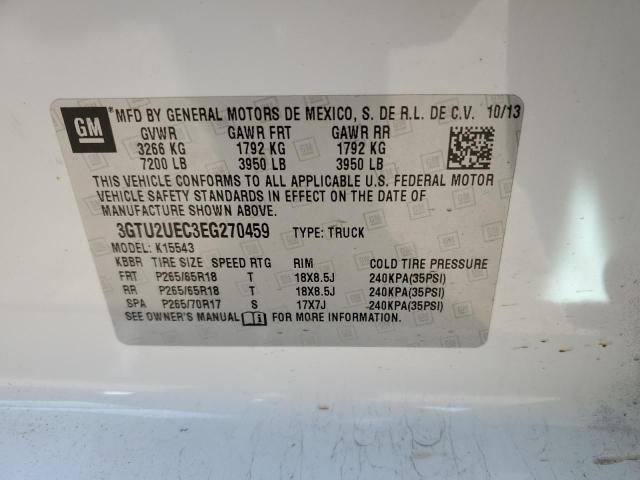 GM *MFD BY GENERAL MOTORS DE MEXICO, S. DE R.L. DE C.V. 10/13
GVWR GAWR FRT GAWR RR
3266 KG 1792 KG 1792 KG
7200 LB 3950 LB 3950 LB
THIS VEHICLE CONFORMS TO ALL APPLICABLE U.S. FEDERAL MOTOR
VEHICLE SAFETY STANDARDS IN EFFECT ON THE DATE OF
MANUFACTURE SHOWN ABOVE.
3GTU2UEC3EG270459 TYPE: TRUCK
MODEL: K15543
KBBR TIRE SIZE SPEED RTG RIM COLD TIRE PRESSURE
FRT P265/65R18 T 18X8.5J 240KPA(35PSI)
RR P265/65R18 T 18X8.5J 240KPA(35PSI)
SPA P265/70R17 S 17X7J 240KPA(35PSI)
SEE OWNER'S MANUAL FOR MORE INFORMATION.